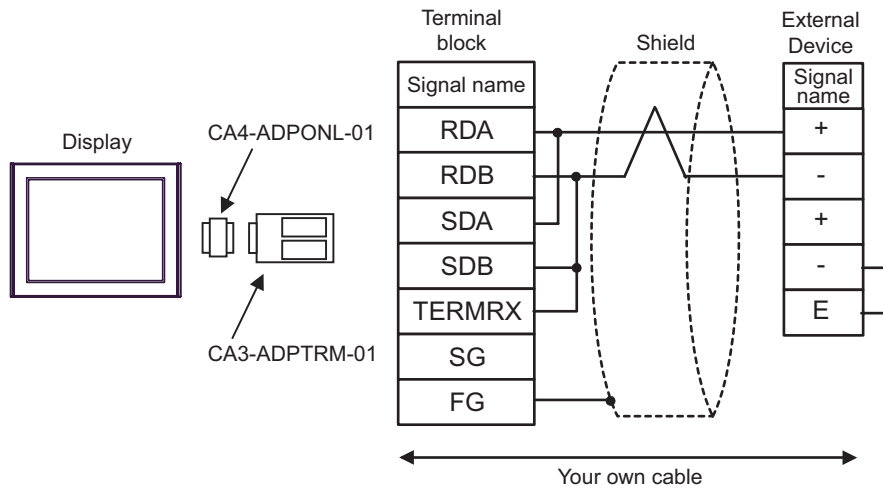 Display
CA4-ADPONL-01
CA3-ADPTRM-01
Terminal
block
Signal name
RDA
RDB
SDA
SDB
TERMRX
SG
FG
Shield
External
Device
Signal
name
+
-
+
-
E
Your own cable